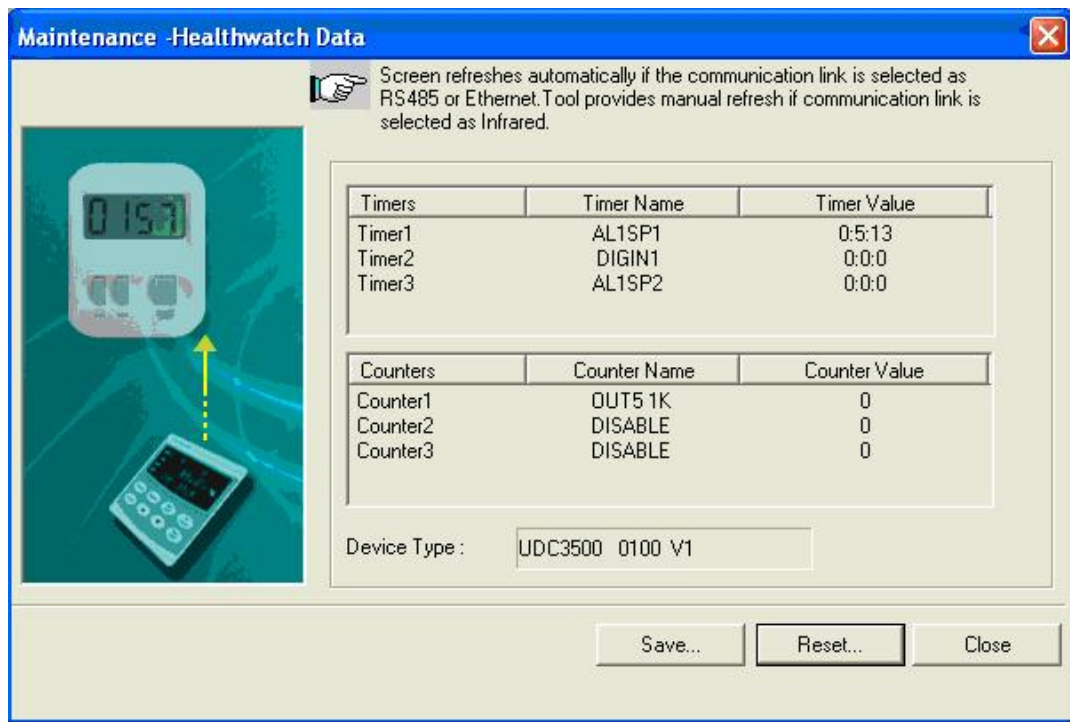 Maintenance -Healthwatch Data
Screen refreshes automatically if the communication link is selected as
RS485 or Ethernet.Tool provides manual refresh if communication link is
selected as Infrared.
Timers Timer Name Timer Value
Timer1 AL1SP1 0:5:13
Timer2 DIGIN1 0:0:0
Timer3 AL1SP2 0:0:0
Counters Counter Name Counter Value
Counter1 OUT5 1K 0
Counter2 DISABLE 0
Counter3 DISABLE 0
Device Type : UDC3500 0100 V1
Save... Reset... Close